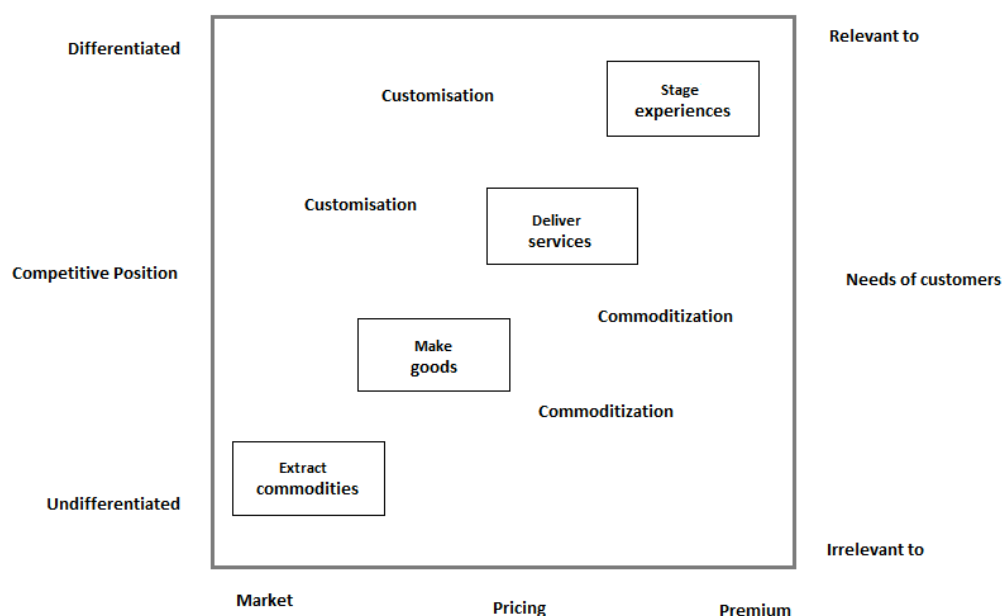 Differentiated
Relevant to
Customisation
Stage
experiences
Customisation
Deliver
services
Competitive Position
Needs of customers
Commoditization
Make
goods
Commoditization
Extract
commodities
Undifferentiated
Irrelevant to
Market
Pricing
Premium